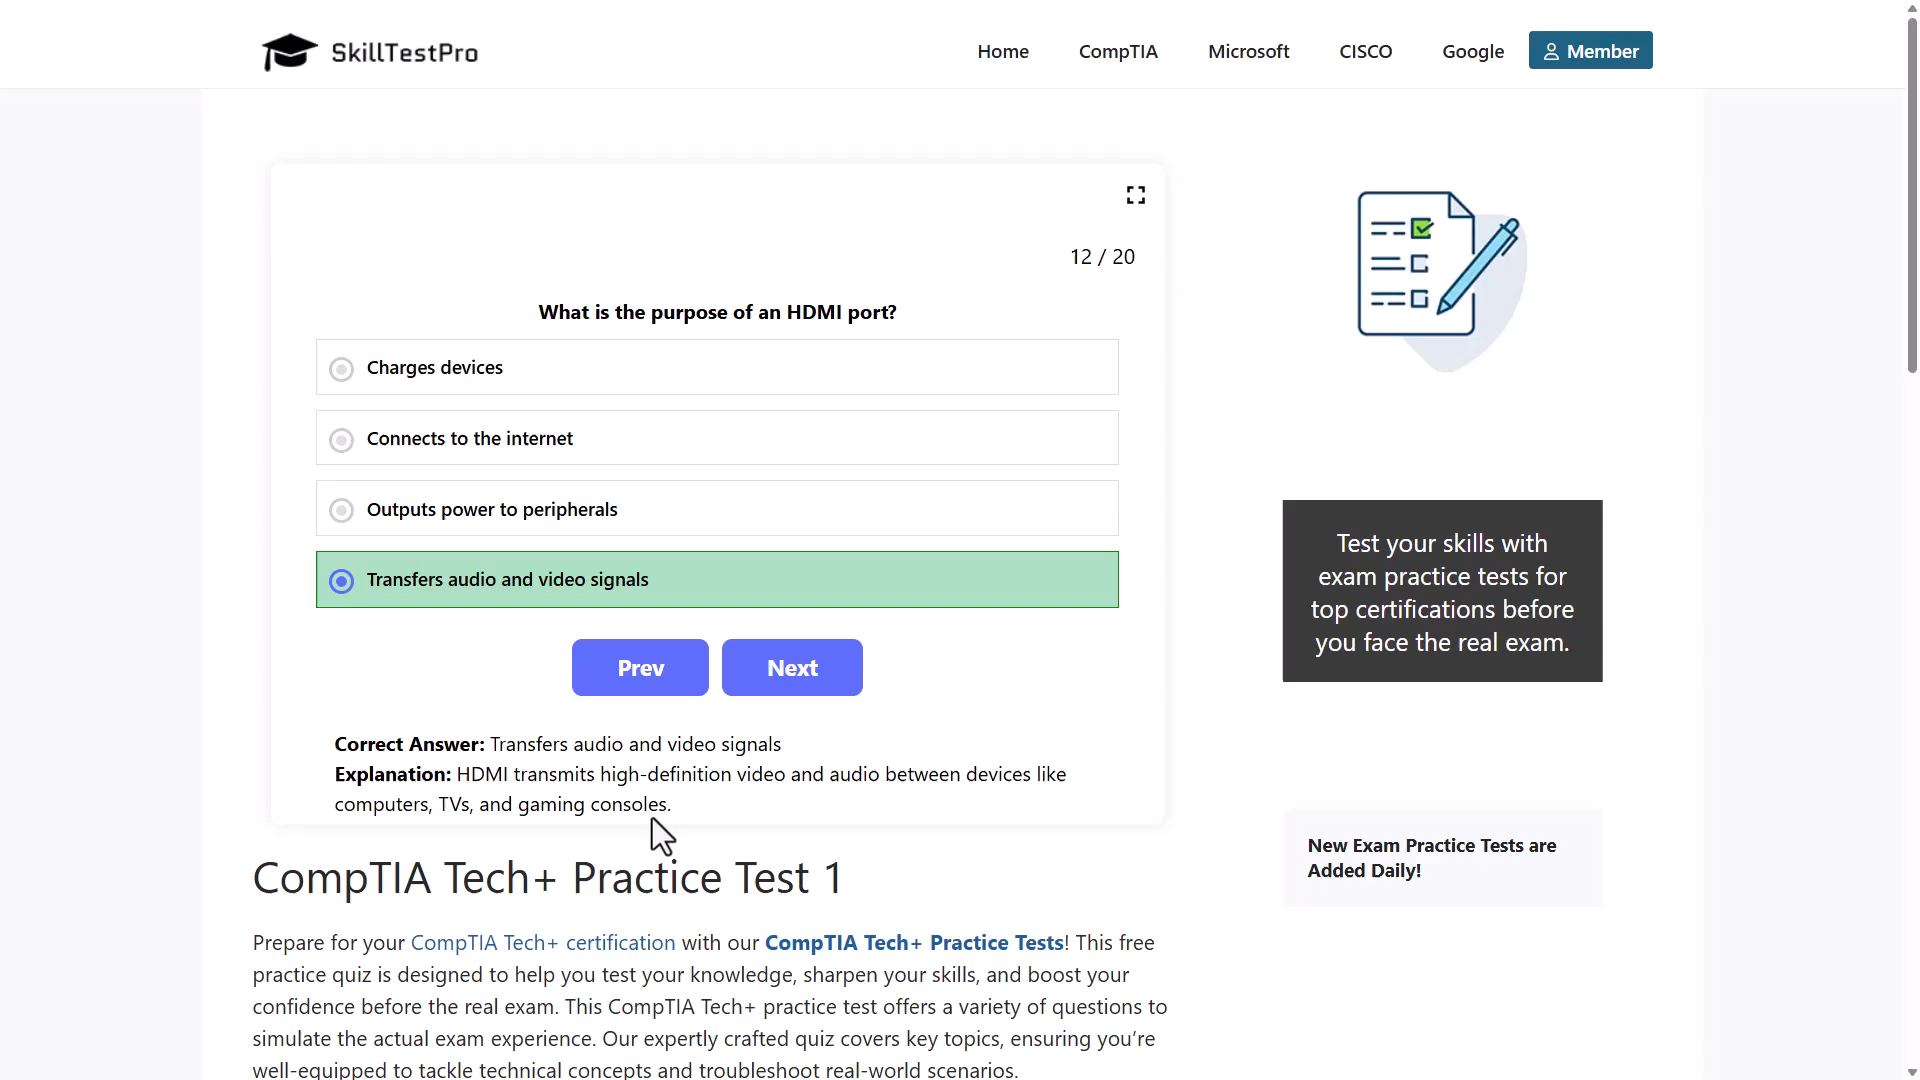 SkillTestPro
Home
CompTIA
Microsoft
CISCO
Google
Member
12 / 20
What is the purpose of an HDMI port?
Charges devices
Connects to the internet
Outputs power to peripherals
Transfers audio and video signals
Prev
Next
Correct Answer: Transfers audio and video signals
Explanation: HDMI transmits high-definition video and audio between devices like
computers, TVs, and gaming consoles.
CompTIA Tech+ Practice Test 1
Prepare for your CompTIA Tech+ certification with our CompTIA Tech+ Practice Tests! This free
practice quiz is designed to help you test your knowledge, sharpen your skills, and boost your
confidence before the real exam. This CompTIA Tech+ practice test offers a variety of questions to
simulate the actual exam experience. Our expertly crafted quiz covers key topics, ensuring you’re
well-equipped to tackle technical concepts and troubleshoot real-world scenarios.
Test your skills with
exam practice tests for
top certifications before
you face the real exam.
New Exam Practice Tests are
Added Daily!